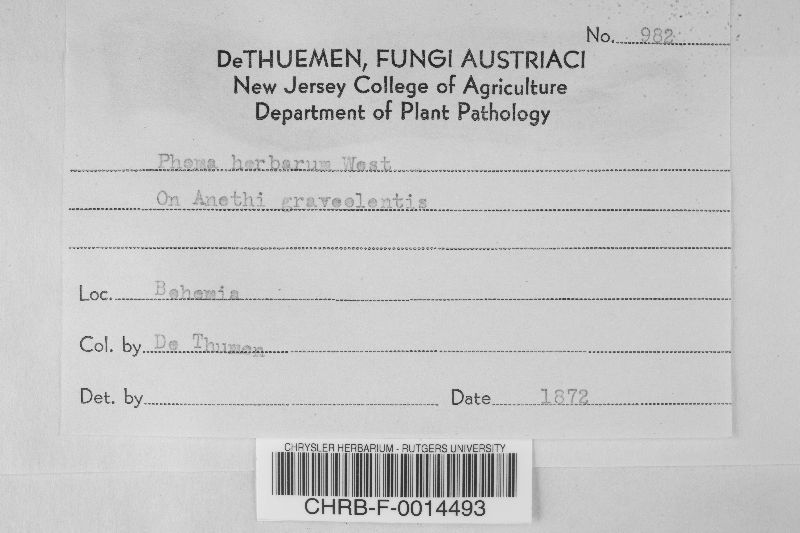 No. 982
DeTHUEMEN, FUNGI AUSTRIACI
New Jersey College of Agriculture
Department of Plant Pathology
Phoma herbarum West
On Anethi graveolentis
Loc. Bohemia
Col. by De Thumen
Det. by
Date 1872
CHRYSLER HERBARIUM - RUTGERS UNIVERSITY
CHRB-F-0014493